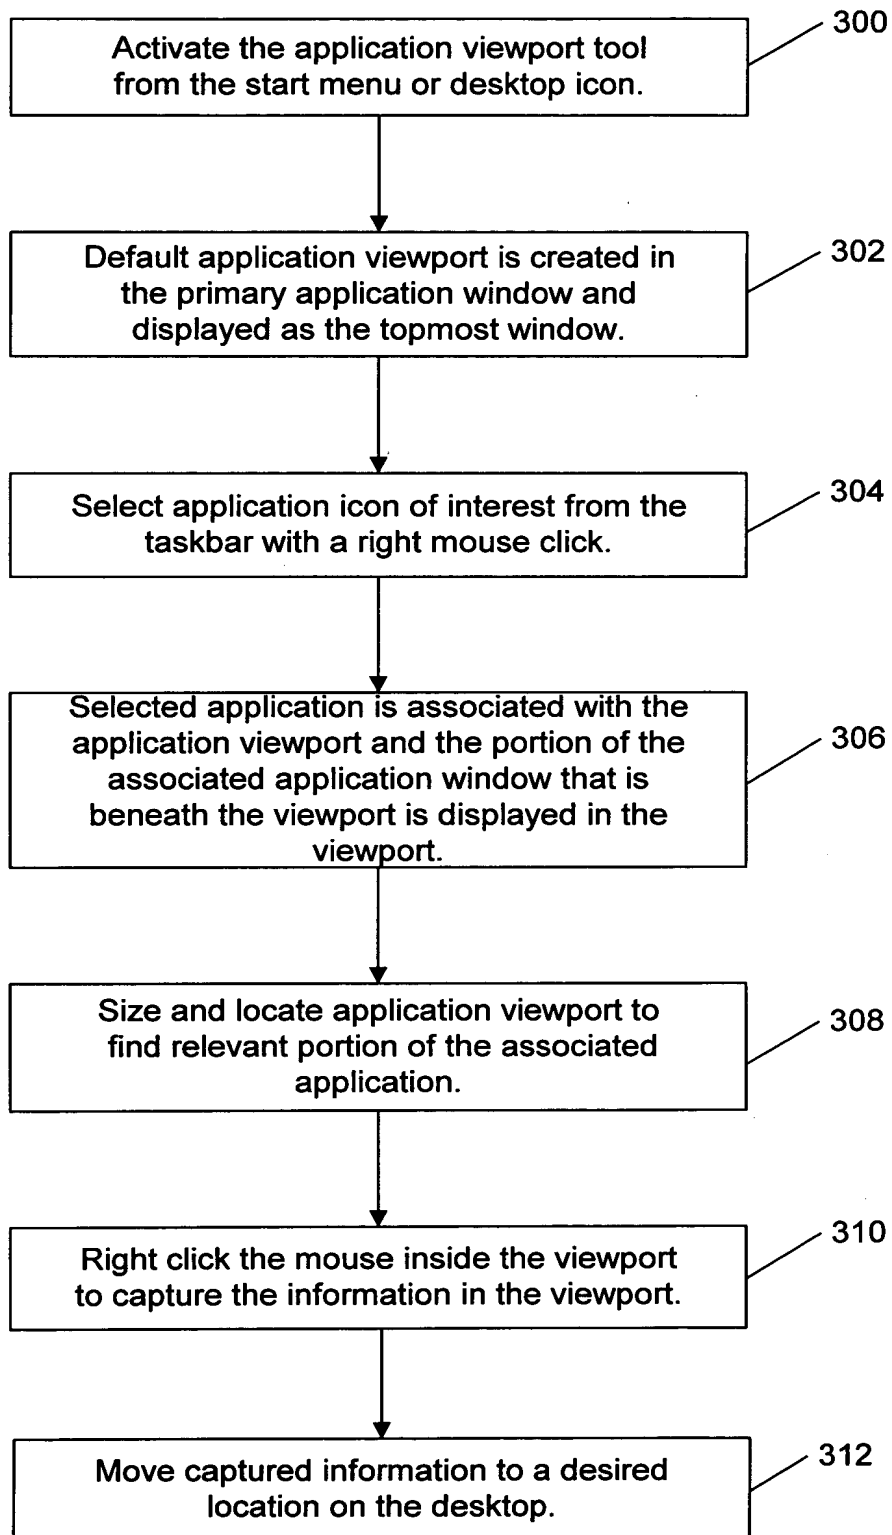 300
Activate the application viewport tool
from the start menu or desktop icon.
302
Default application viewport is created in
the primary application window and
displayed as the topmost window.
304
Select application icon of interest from the
taskbar with a right mouse click.
306
Selected application is associated with the
application viewport and the portion of the
associated application window that is
beneath the viewport is displayed in the
viewport.
308
Size and locate application viewport to
find relevant portion of the associated
application.
310
Right click the mouse inside the viewport
to capture the information in the viewport.
312
Move captured information to a desired
location on the desktop.